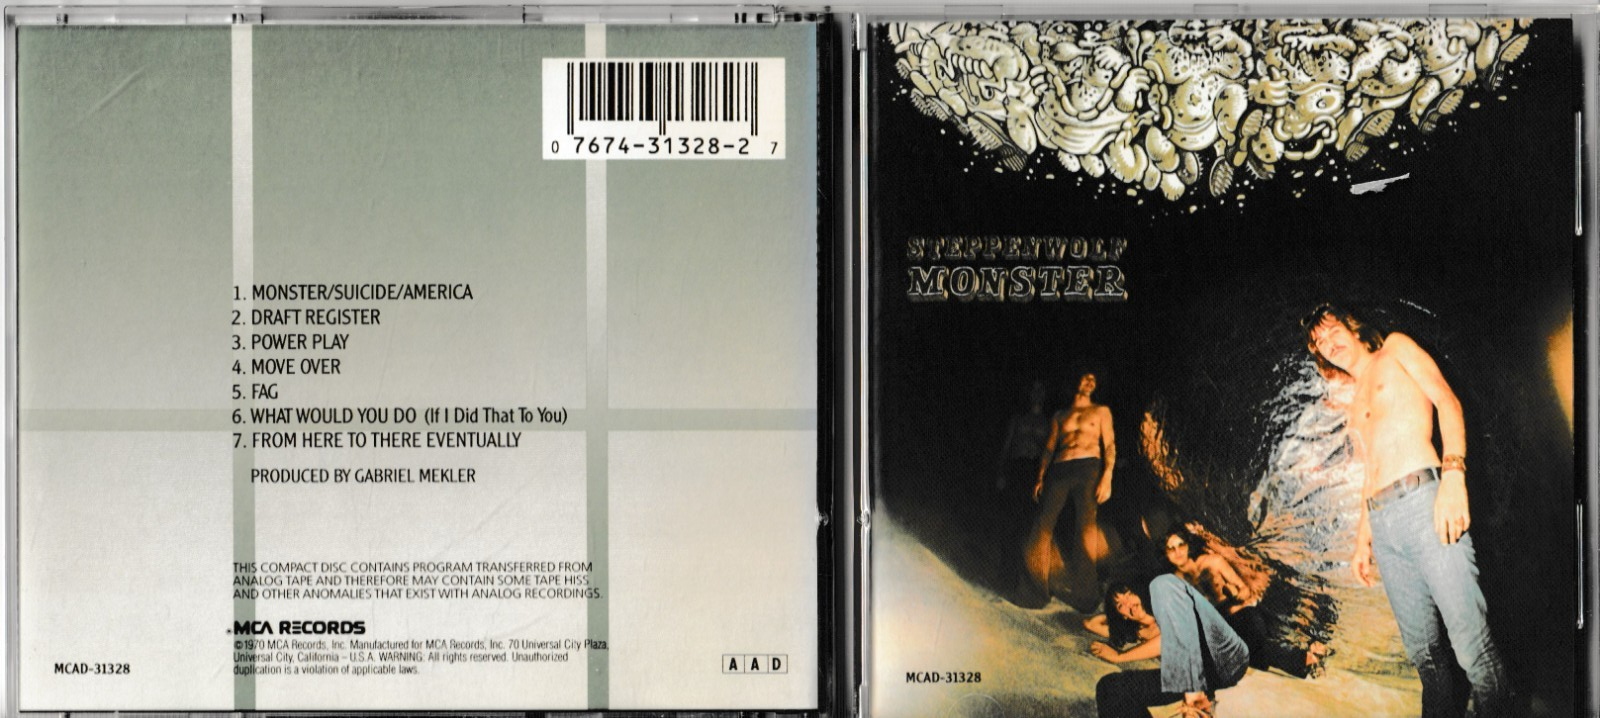 0 7674-31328-2 7
1. MONSTER/SUICIDE/AMERICA
2. DRAFT REGISTER
3. POWER PLAY
4. MOVE OVER
5. FAG
6. WHAT WOULD YOU DO (If I Did That To You)
7. FROM HERE TO THERE EVENTUALLY
PRODUCED BY GABRIEL MEKLER
THIS COMPACT DISC CONTAINS PROGRAM TRANSFERRED FROM
ANALOG TAPE AND THEREFORE MAY CONTAIN SOME TAPE HISS
AND OTHER ANOMALIES THAT EXIST WITH ANALOG RECORDINGS.
MCA RECORDS
©1970 MCA Records, Inc. Manufactured for MCA Records, Inc. 70 Universal City Plaza,
Universal City, California – U.S.A. WARNING: All rights reserved. Unauthorized
duplication is a violation of applicable laws.
MCAD-31328
A A D
STEPPENWOLF
MONSTER
MCAD-31328